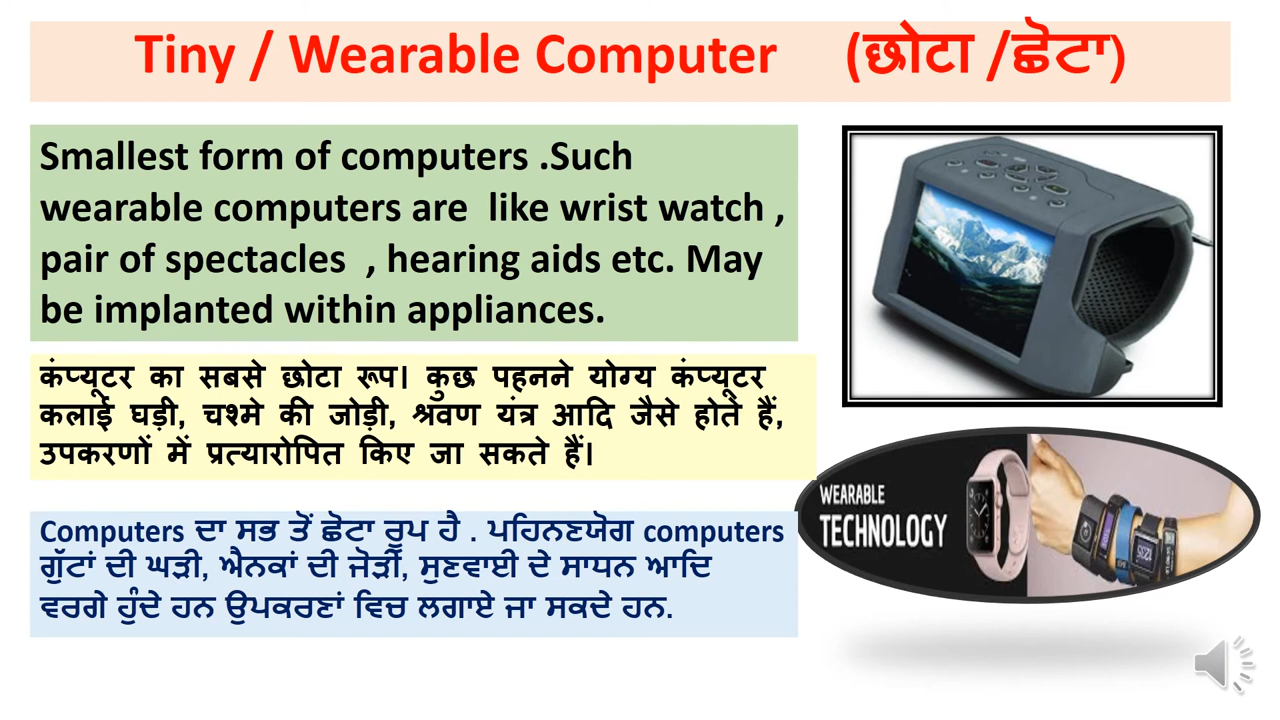 Tiny / Wearable Computer (छोटा /ਛੋਟਾ)
Smallest form of computers .Such
wearable computers are like wrist watch ,
pair of spectacles , hearing aids etc. May
be implanted within appliances.
कंप्यूटर का सबसे छोटा रूप। कुछ पहनने योग्य कंप्यूटर
कलाई घड़ी, चश्मे की जोड़ी, श्रवण यंत्र आदि जैसे होते हैं,
उपकरणों में प्रत्यारोपित किए जा सकते हैं।
Computers ਦਾ ਸਭ ਤੋਂ ਛੋਟਾ ਰੂਪ ਹੈ . ਪਹਿਨਣਯੋਗ computers
ਗੁੱਟਾਂ ਦੀ ਘੜੀ, ਐਨਕਾਂ ਦੀ ਜੋੜੀ, ਸੁਣਵਾਈ ਦੇ ਸਾਧਨ ਆਦਿ
ਵਰਗੇ ਹੁੰਦੇ ਹਨ ਉਪਕਰਣਾਂ ਵਿਚ ਲਗਾਏ ਜਾ ਸਕਦੇ ਹਨ.
WEARABLE
TECHNOLOGY